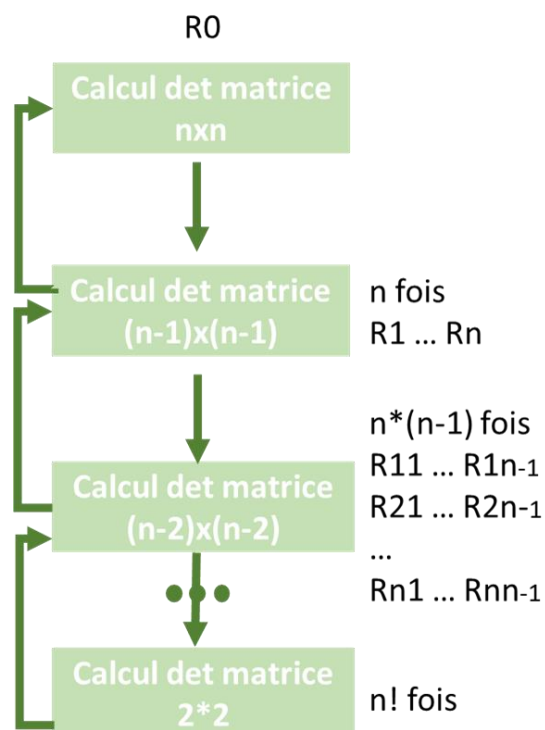 R0
Calcul det matrice
nxn
Calcul det matrice
(n-1)x(n-1)
n fois
R1 ... Rn
Calcul det matrice
(n-2)x(n-2)
n*(n-1) fois
R11 ... R1n-1
R21 ... R2n-1
...
Rn1 ... Rnn-1
Calcul det matrice
2*2
n! fois